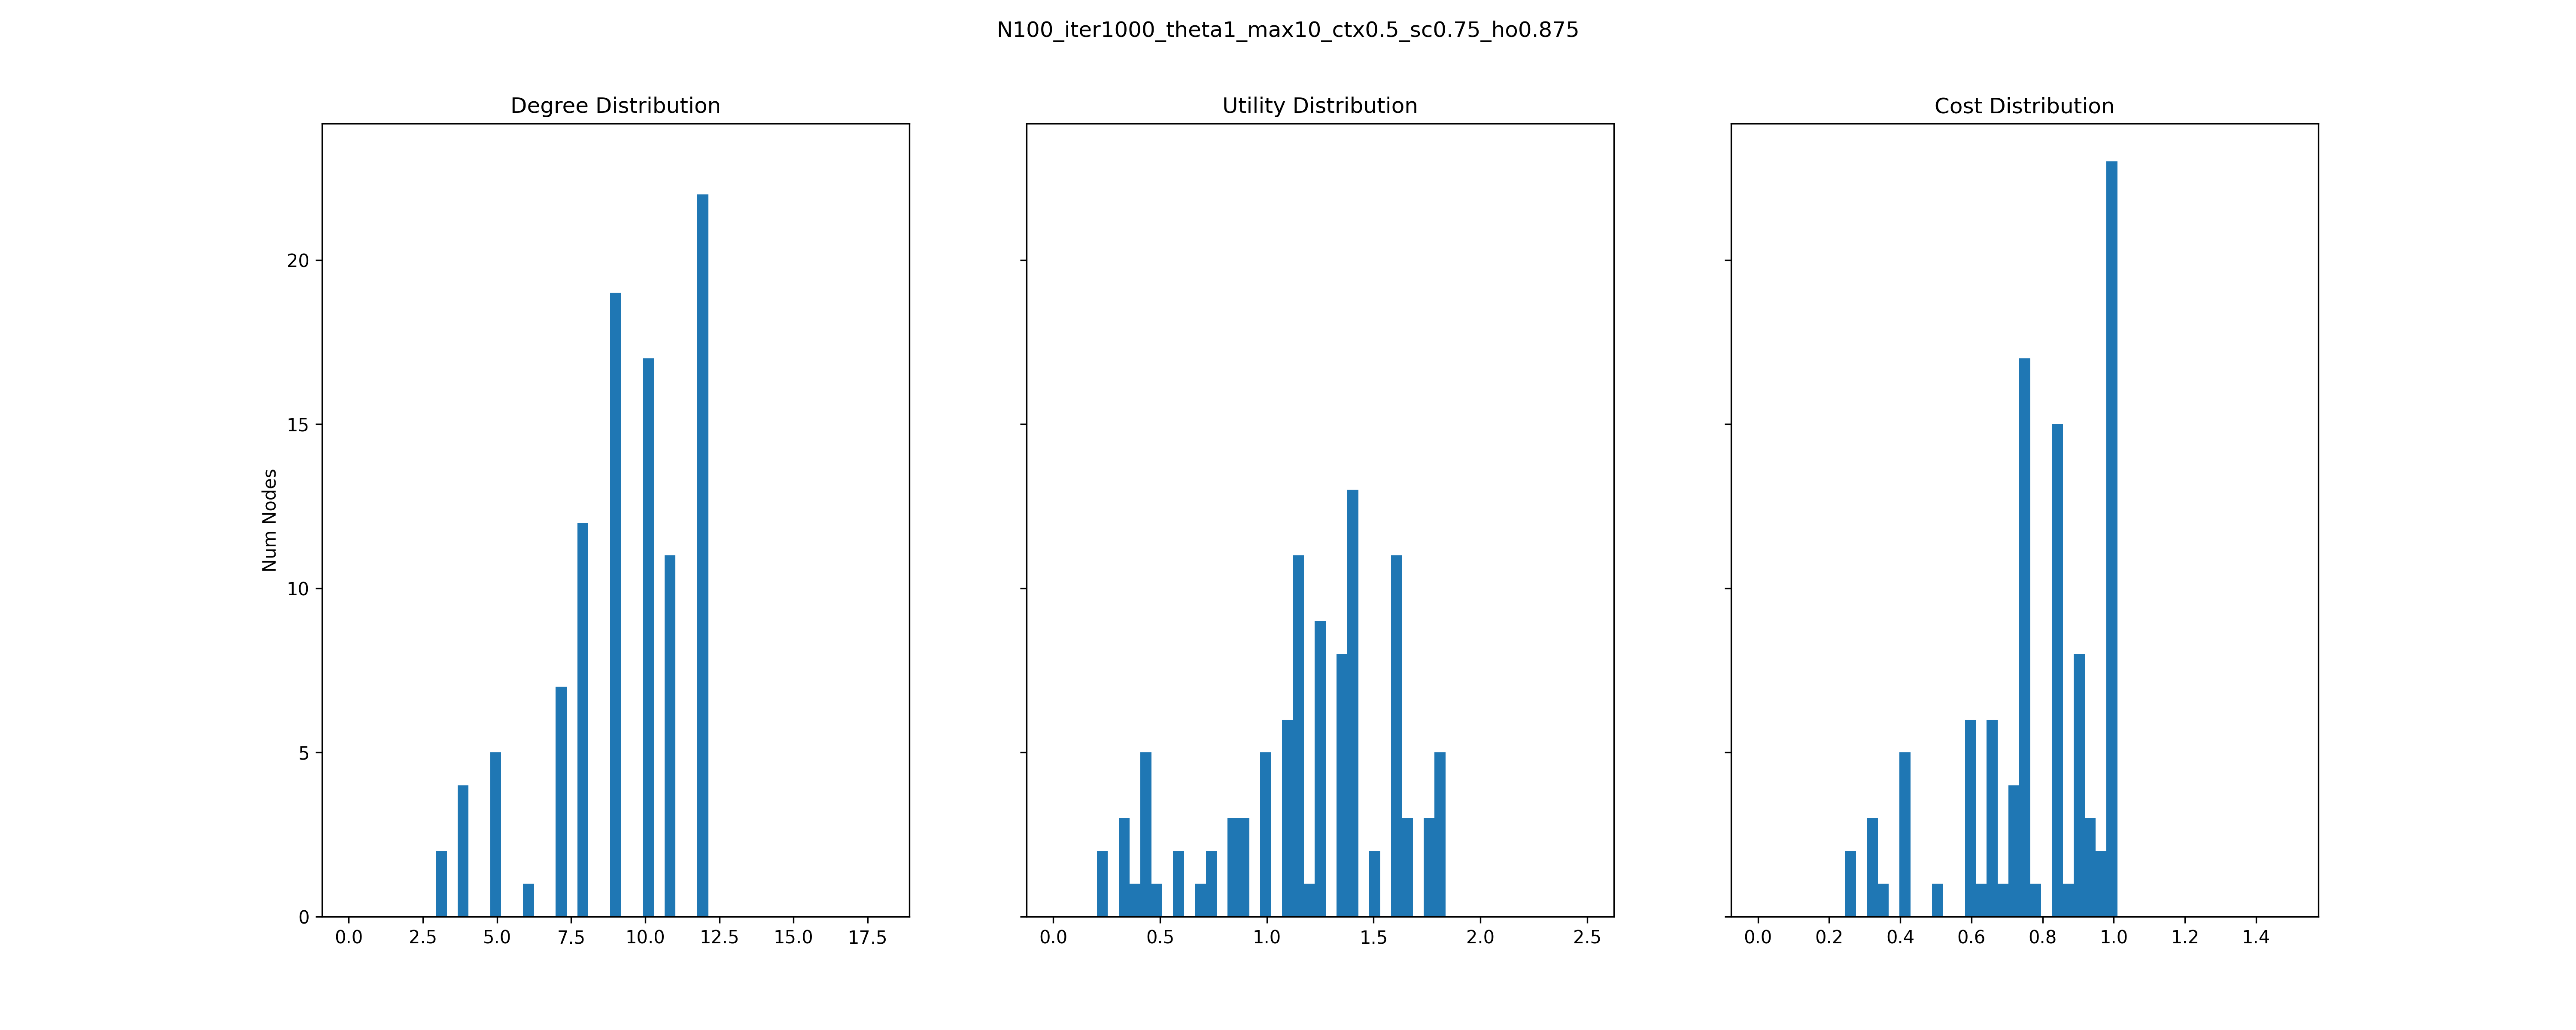 N100_iter1000_theta1_max10_ctx0.5_sc0.75_ho0.875
Degree Distribution
Utility Distribution
Cost Distribution
Num Nodes
20
15
10
5
0
0.0 2.5 5.0 7.5 10.0 12.5 15.0 17.5
0.0 0.5 1.0 1.5 2.0 2.5
0.0 0.2 0.4 0.6 0.8 1.0 1.2 1.4